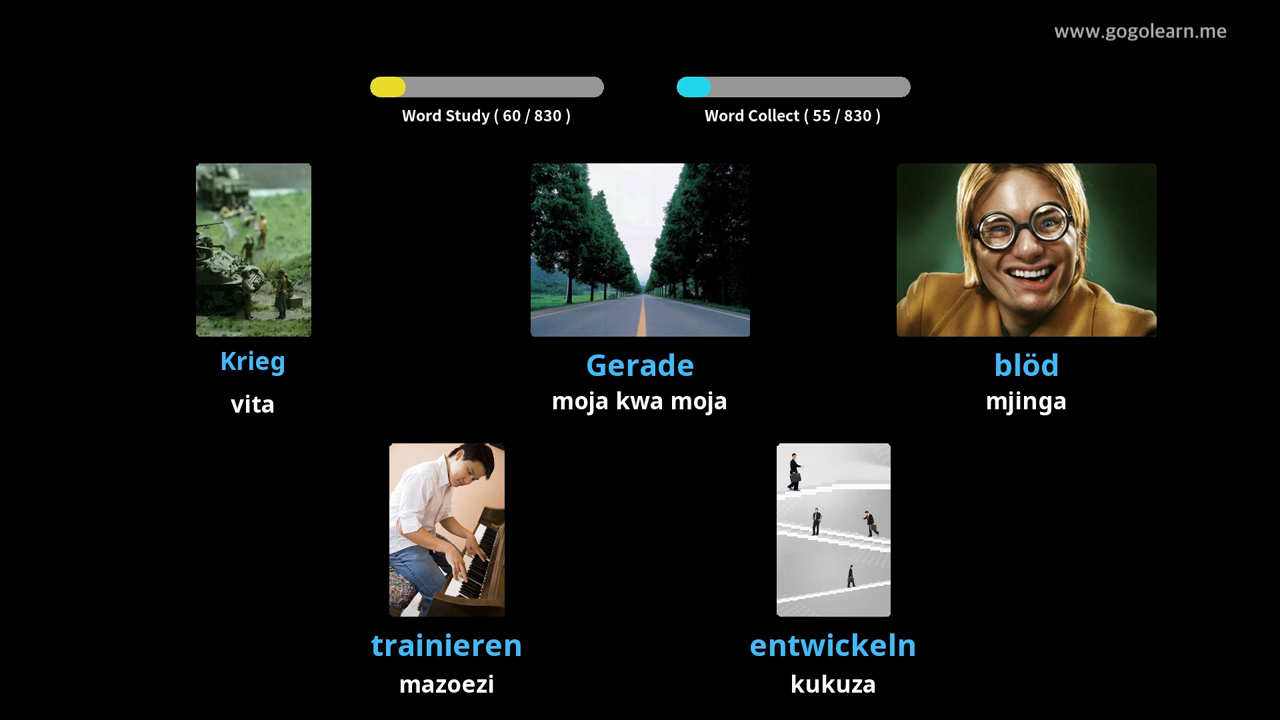 www.gogolearn.me
Word Study ( 60 / 830 )
Word Collect ( 55 / 830 )
Krieg
vita
Gerade
moja kwa moja
blöd
mjinga
trainieren
mazoezi
entwickeln
kukuza